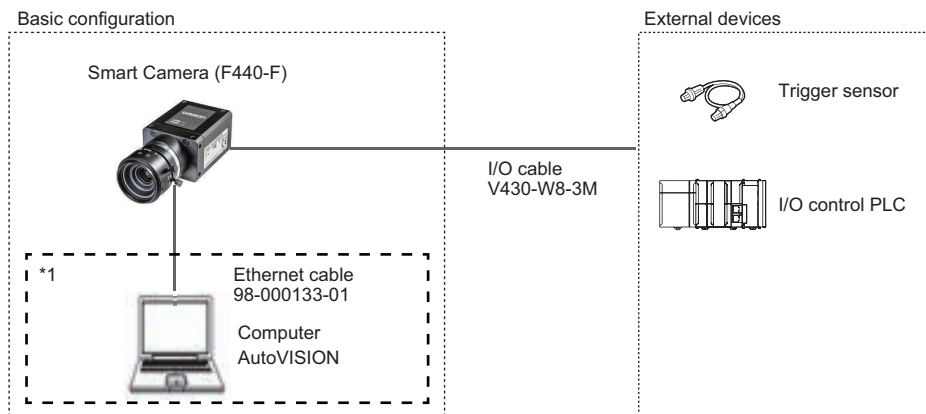 Basic configuration
External devices
Smart Camera (F440-F)
OMRON
Trigger sensor
I/O cable
V430-W8-3M
I/O control PLC
*1
Ethernet cable
98-000133-01
Computer
AutoVISION